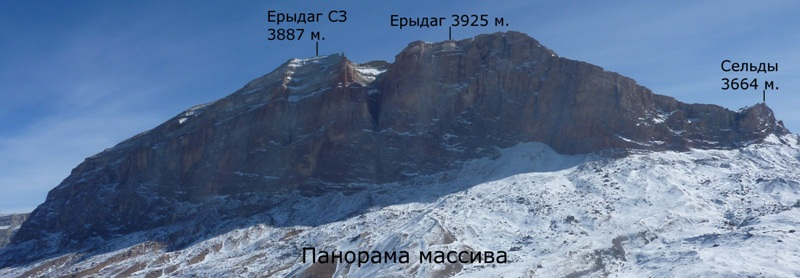 Ерыдаг СЗ
3887 м.
Ерыдаг 3925 м.
Сельды
3664 м.
Панорама массива